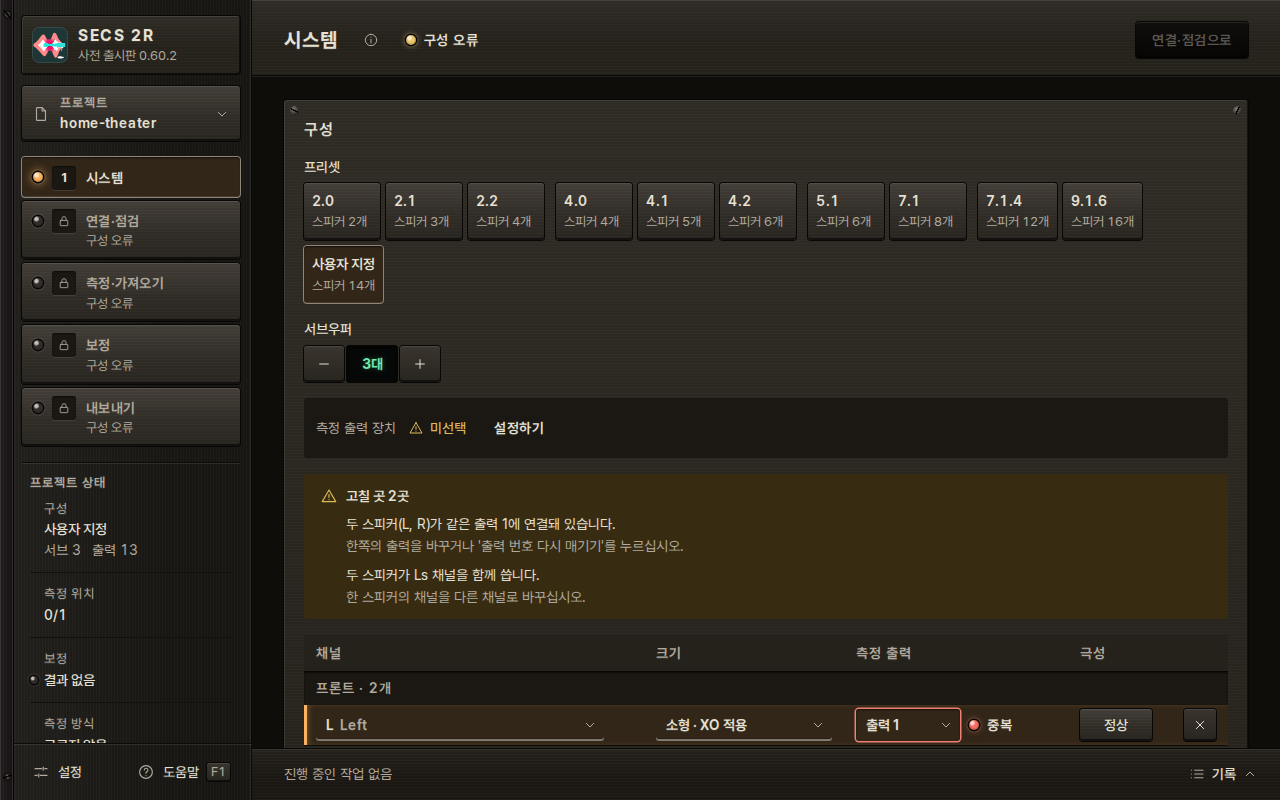 SECS 2R
사전 출시판 0.60.2
프로젝트
home-theater
1 시스템
연결·점검
구성 오류
측정·가져오기
구성 오류
보정
구성 오류
내보내기
구성 오류
프로젝트 상태
구성
사용자 지정
서브 3 출력 13
측정 위치
0/1
보정
결과 없음
측정 방식
설정 도움말 F1
시스템 구성 오류 연결·점검으로
구성
프리셋
2.0 2.1 2.2 4.0 4.1 4.2 5.1 7.1 7.1.4 9.1.6
스피커 2개 스피커 3개 스피커 4개 스피커 4개 스피커 5개 스피커 6개 스피커 6개 스피커 8개 스피커 12개 스피커 16개
사용자 지정
스피커 14개
서브우퍼
− 3대 +
측정 출력 장치 미선택 설정하기
고칠 곳 2곳
두 스피커(L, R)가 같은 출력 1에 연결돼 있습니다.
한쪽의 출력을 바꾸거나 '출력 번호 다시 매기기'를 누르십시오.
두 스피커가 Ls 채널을 함께 씁니다.
한 스피커의 채널을 다른 채널로 바꾸십시오.
채널 크기 측정 출력 극성
프론트 · 2개
L Left 소형 · XO 적용 출력 1 중복 정상
진행 중인 작업 없음 기록